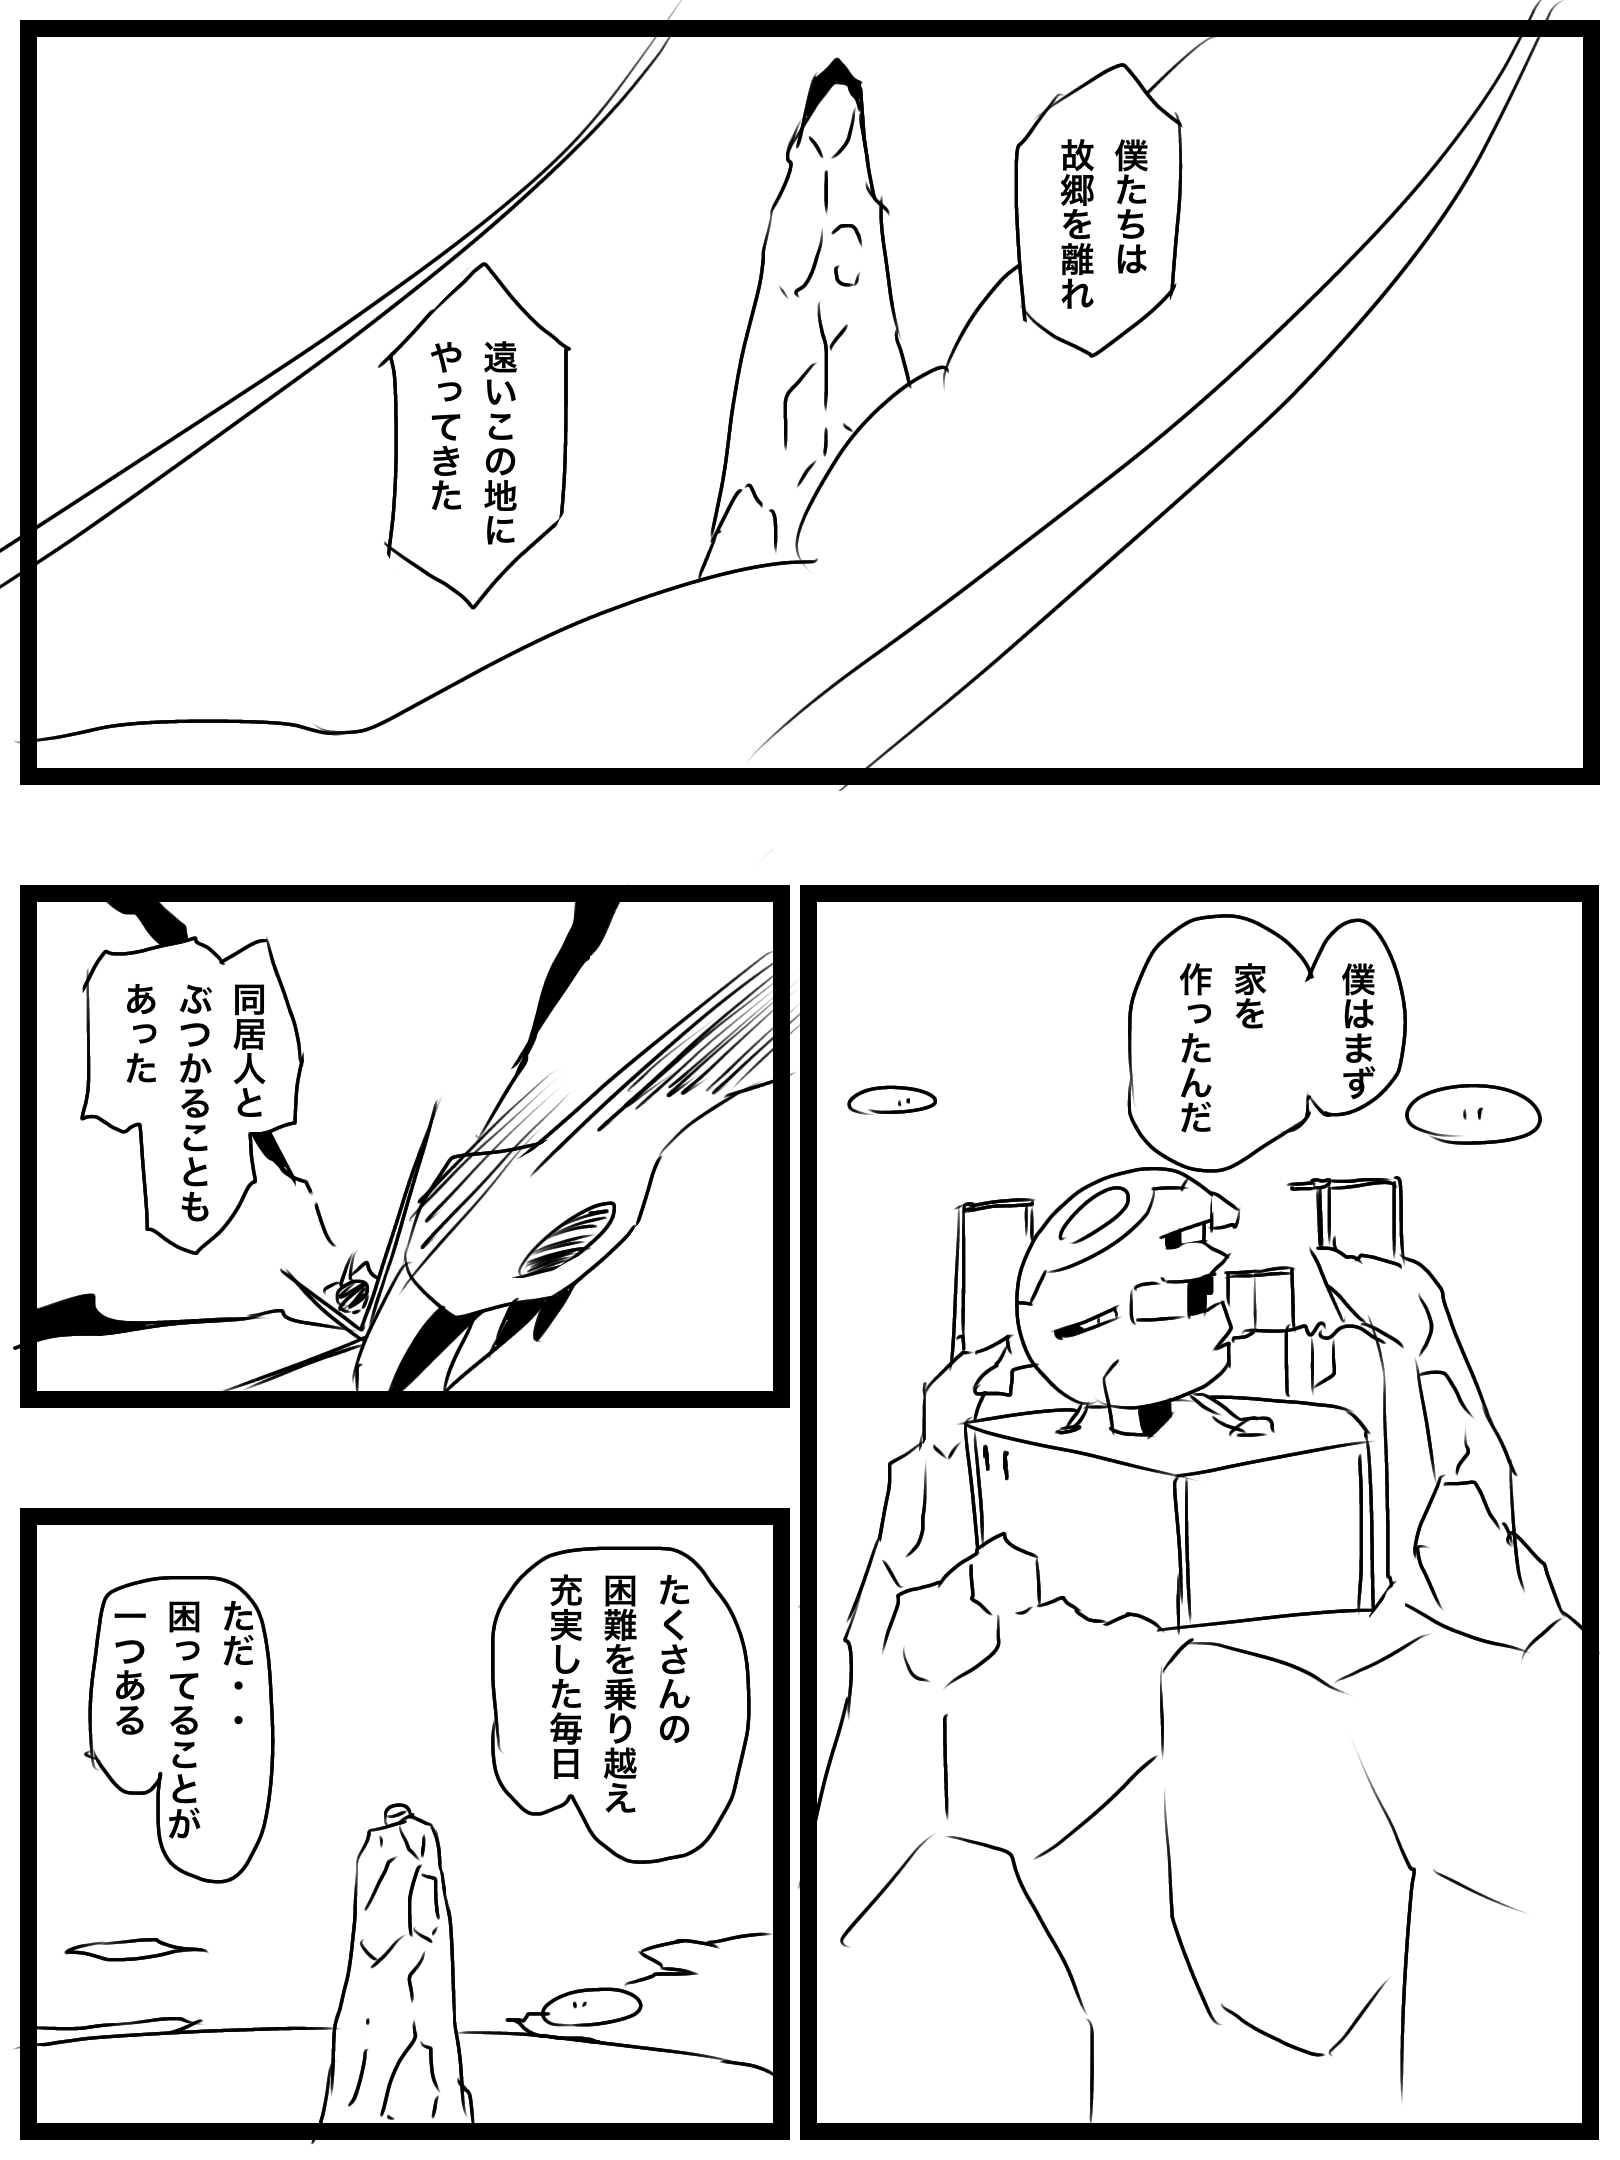 僕たちは
故郷を離れ
遠いこの地に
やってきた
僕はまず
家を
作ったんだ
同居人と
ぶつかることも
あった
たくさんの
困難を乗り越え
充実した毎日
ただ・・
困ってることが
一つある